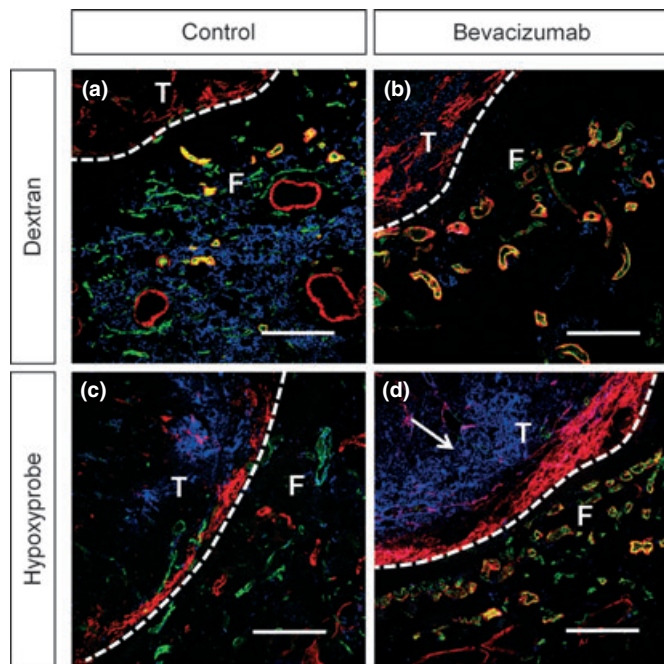 Control
Bevacizumab
Dextran
(a)
T
F
(b)
T
F
Hypoxyprobe
(c)
T
F
(d)
T
F